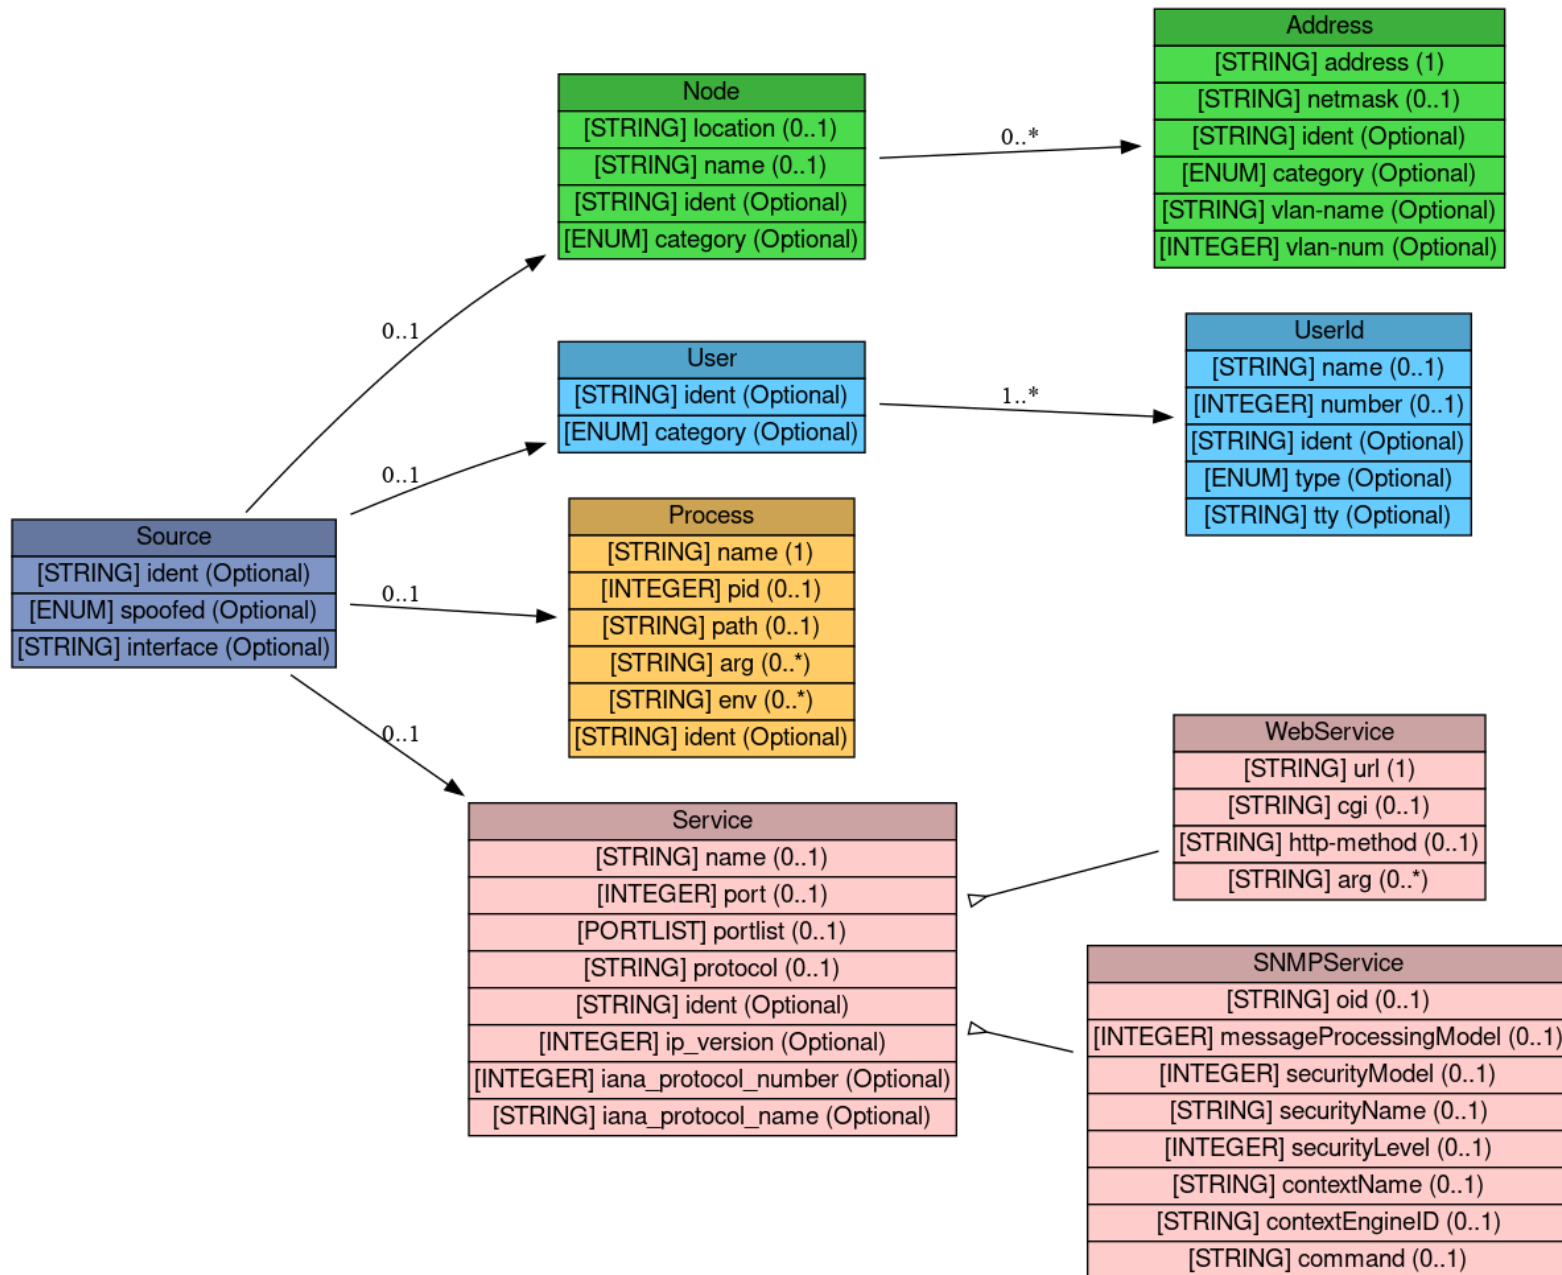 Address
[STRING] address (1)
[STRING] netmask (0..1)
[STRING] ident (Optional)
[ENUM] category (Optional)
[STRING] vlan-name (Optional)
[INTEGER] vlan-num (Optional)
Node
[STRING] location (0..1)
[STRING] name (0..1)
[STRING] ident (Optional)
[ENUM] category (Optional)
0..*
0..1
User
[STRING] ident (Optional)
[ENUM] category (Optional)
1..*
UserId
[STRING] name (0..1)
[INTEGER] number (0..1)
[STRING] ident (Optional)
[ENUM] type (Optional)
[STRING] tty (Optional)
0..1
Source
[STRING] ident (Optional)
[ENUM] spoofed (Optional)
[STRING] interface (Optional)
0..1
Process
[STRING] name (1)
[INTEGER] pid (0..1)
[STRING] path (0..1)
[STRING] arg (0..*)
[STRING] env (0..*)
[STRING] ident (Optional)
0..1
Service
[STRING] name (0..1)
[INTEGER] port (0..1)
[PORTLIST] portlist (0..1)
[STRING] protocol (0..1)
[STRING] ident (Optional)
[INTEGER] ip_version (Optional)
[INTEGER] iana_protocol_number (Optional)
[STRING] iana_protocol_name (Optional)
WebService
[STRING] url (1)
[STRING] cgi (0..1)
[STRING] http-method (0..1)
[STRING] arg (0..*)
SNMPService
[STRING] oid (0..1)
[INTEGER] messageProcessingModel (0..1)
[INTEGER] securityModel (0..1)
[STRING] securityName (0..1)
[INTEGER] securityLevel (0..1)
[STRING] contextName (0..1)
[STRING] contextEngineID (0..1)
[STRING] command (0..1)